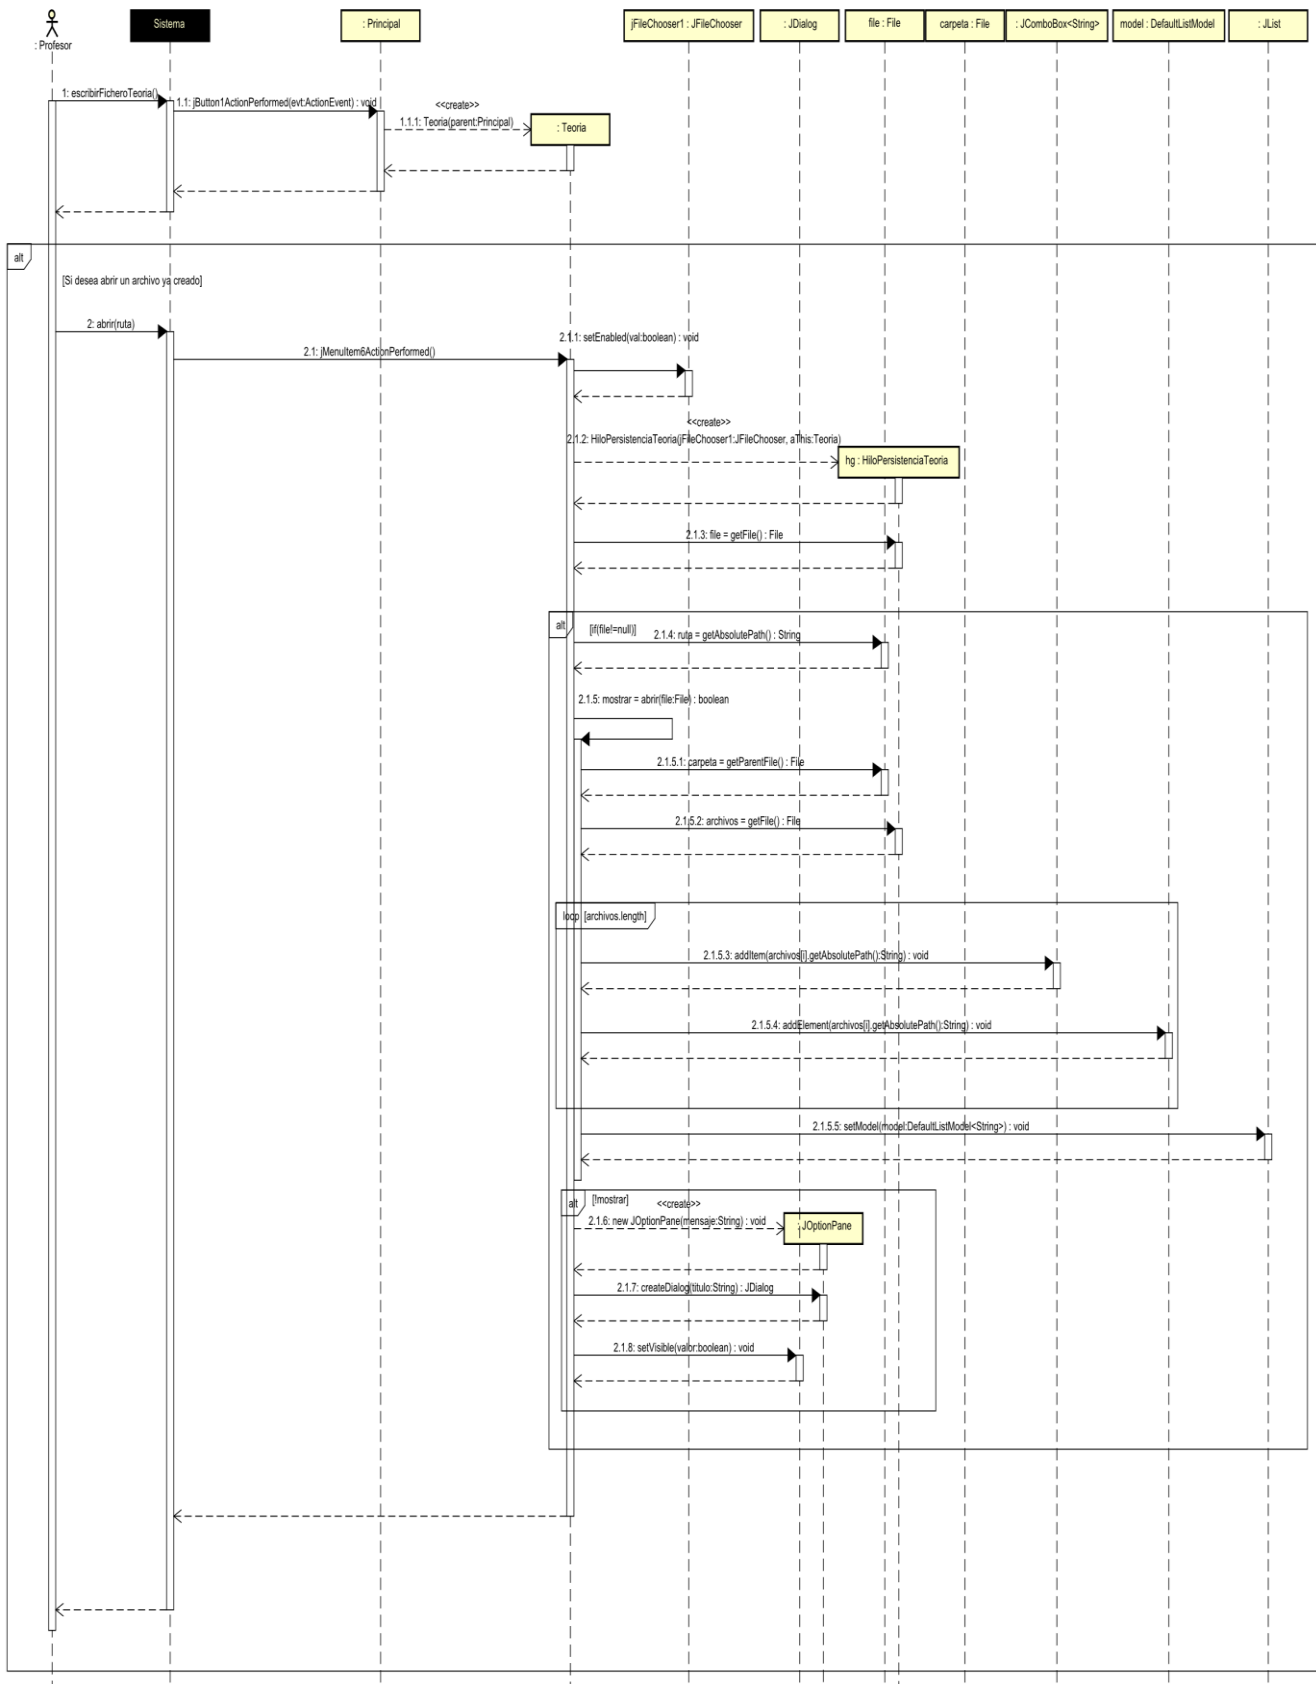 : Profesor
Sistema
: Principal
jFileChooser1 : JFileChooser
: JDialog
file : File
carpeta : File
: JComboBox<String>
model : DefaultListModel
: JList
1: escribirFicheroTeoria()
1.1: jButton1ActionPerformed(evt:ActionEvent) : void
<<create>>
1.1.1: Teoria(parent:Principal)
: Teoria
alt
[Si desea abrir un archivo ya creado]
2: abrir(ruta)
2.1: jMenuItem6ActionPerformed()
2.1.1: setEnabled(val:boolean) : void
<<create>>
2.1.2: HiloPersistenciaTeoria(jFileChooser1:JFileChooser, aThis:Teoria)
hg : HiloPersistenciaTeoria
2.1.3: file = getFile() : File
alt
[if(file!=null)]
2.1.4: ruta = getAbsolutePath() : String
2.1.5: mostrar = abrir(file:File) : boolean
2.1.5.1: carpeta = getParentFile() : File
2.1.5.2: archivos = getFile() : File
loop [archivos.length]
2.1.5.3: addItem(archivos[i].getAbsolutePath():String) : void
2.1.5.4: addElement(archivos[i].getAbsolutePath():String) : void
2.1.5.5: setModel(model:DefaultListModel<String>) : void
alt
[!mostrar]
<<create>>
2.1.6: new JOptionPane(mensaje:String) : void
: JOptionPane
2.1.7: createDialog(titulo:String) : JDialog
2.1.8: setVisible(valor:boolean) : void